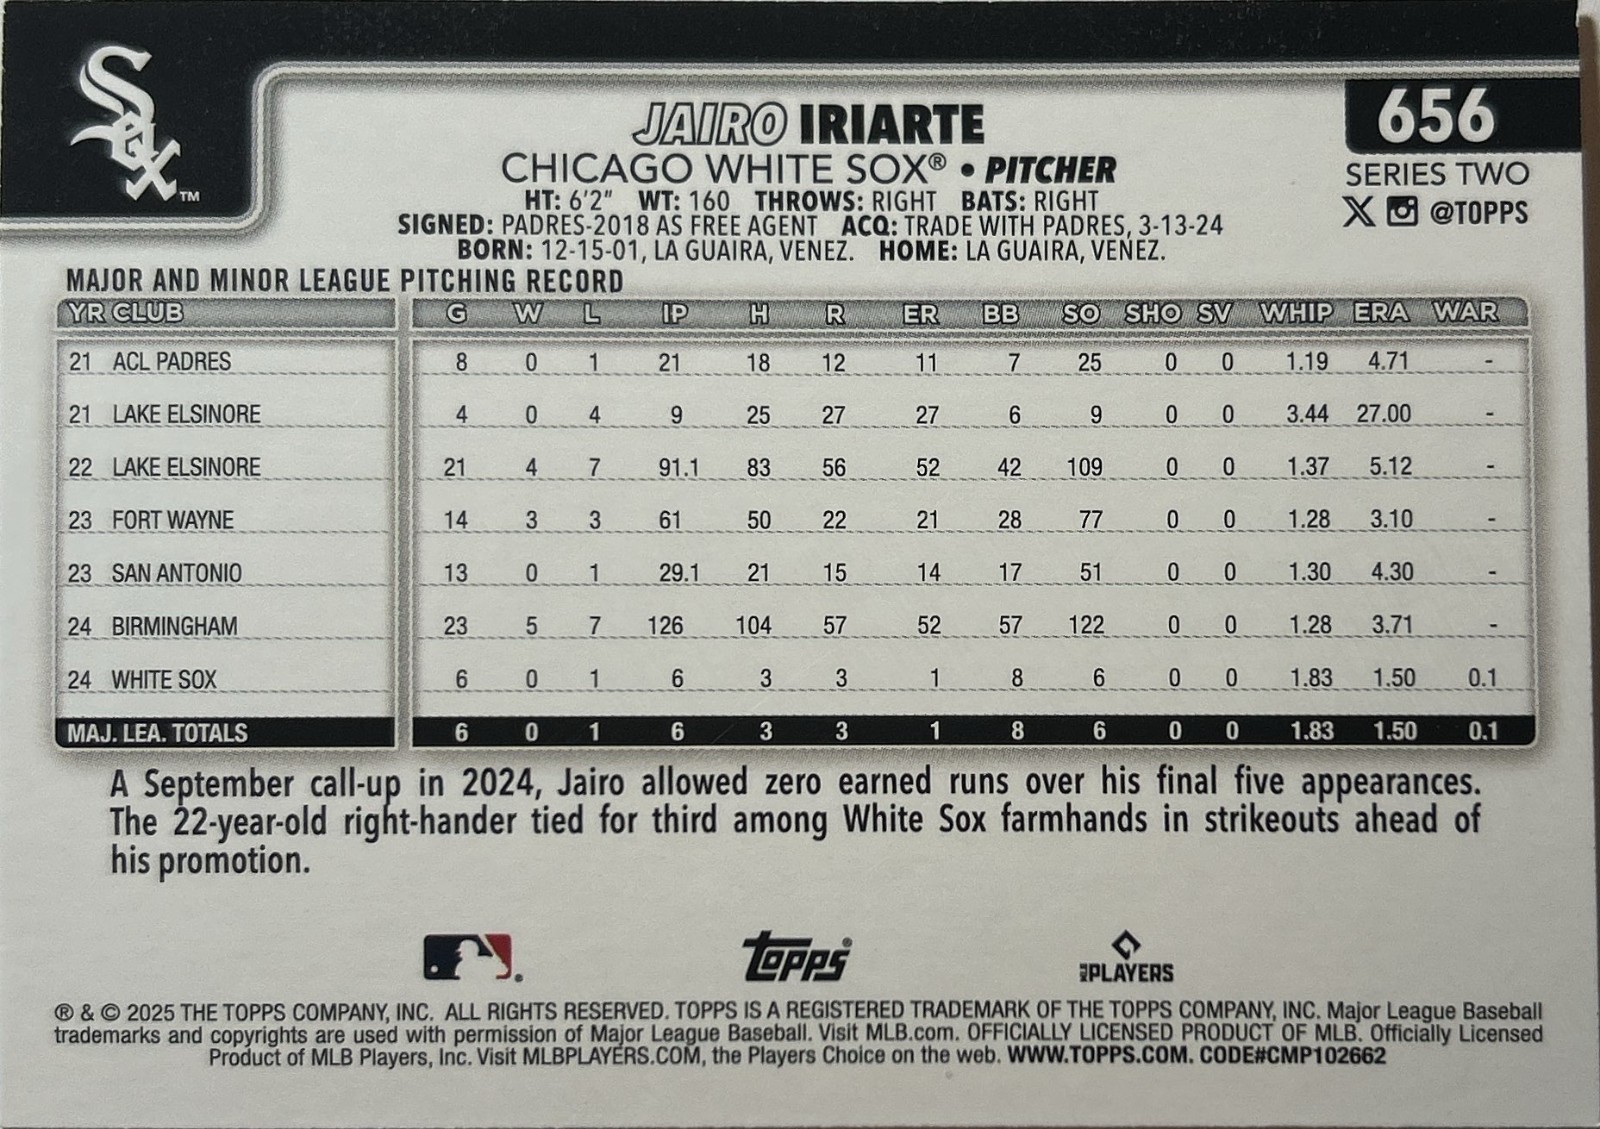 Sox™
JAIRO IRIARTE
656
CHICAGO WHITE SOX® • PITCHER
SERIES TWO
HT: 6'2" WT: 160 THROWS: RIGHT BATS: RIGHT
@TOPPS
SIGNED: PADRES-2018 AS FREE AGENT ACQ: TRADE WITH PADRES, 3-13-24
BORN: 12-15-01, LA GUAIRA, VENEZ. HOME: LA GUAIRA, VENEZ.
MAJOR AND MINOR LEAGUE PITCHING RECORD
YR CLUB G W L IP H R ER BB SO SHO SV WHIP ERA WAR
21 ACL PADRES 8 0 1 21 18 12 11 7 25 0 0 1.19 4.71 -
21 LAKE ELSINORE 4 0 4 9 25 27 27 6 9 0 0 3.44 27.00 -
22 LAKE ELSINORE 21 4 7 91.1 83 56 52 42 109 0 0 1.37 5.12 -
23 FORT WAYNE 14 3 3 61 50 22 21 28 77 0 0 1.28 3.10 -
23 SAN ANTONIO 13 0 1 29.1 21 15 14 17 51 0 0 1.30 4.30 -
24 BIRMINGHAM 23 5 7 126 104 57 52 57 122 0 0 1.28 3.71 -
24 WHITE SOX 6 0 1 6 3 3 1 8 6 0 0 1.83 1.50 0.1
MAJ. LEA. TOTALS 6 0 1 6 3 3 1 8 6 0 0 1.83 1.50 0.1
A September call-up in 2024, Jairo allowed zero earned runs over his final five appearances.
The 22-year-old right-hander tied for third among White Sox farmhands in strikeouts ahead of
his promotion.
Topps® MLB PLAYERS
® & © 2025 THE TOPPS COMPANY, INC. ALL RIGHTS RESERVED. TOPPS IS A REGISTERED TRADEMARK OF THE TOPPS COMPANY, INC. Major League Baseball
trademarks and copyrights are used with permission of Major League Baseball. Visit MLB.com. OFFICIALLY LICENSED PRODUCT OF MLB. Officially Licensed
Product of MLB Players, Inc. Visit MLBPLAYERS.COM, the Players Choice on the web. WWW.TOPPS.COM. CODE#CMP102662